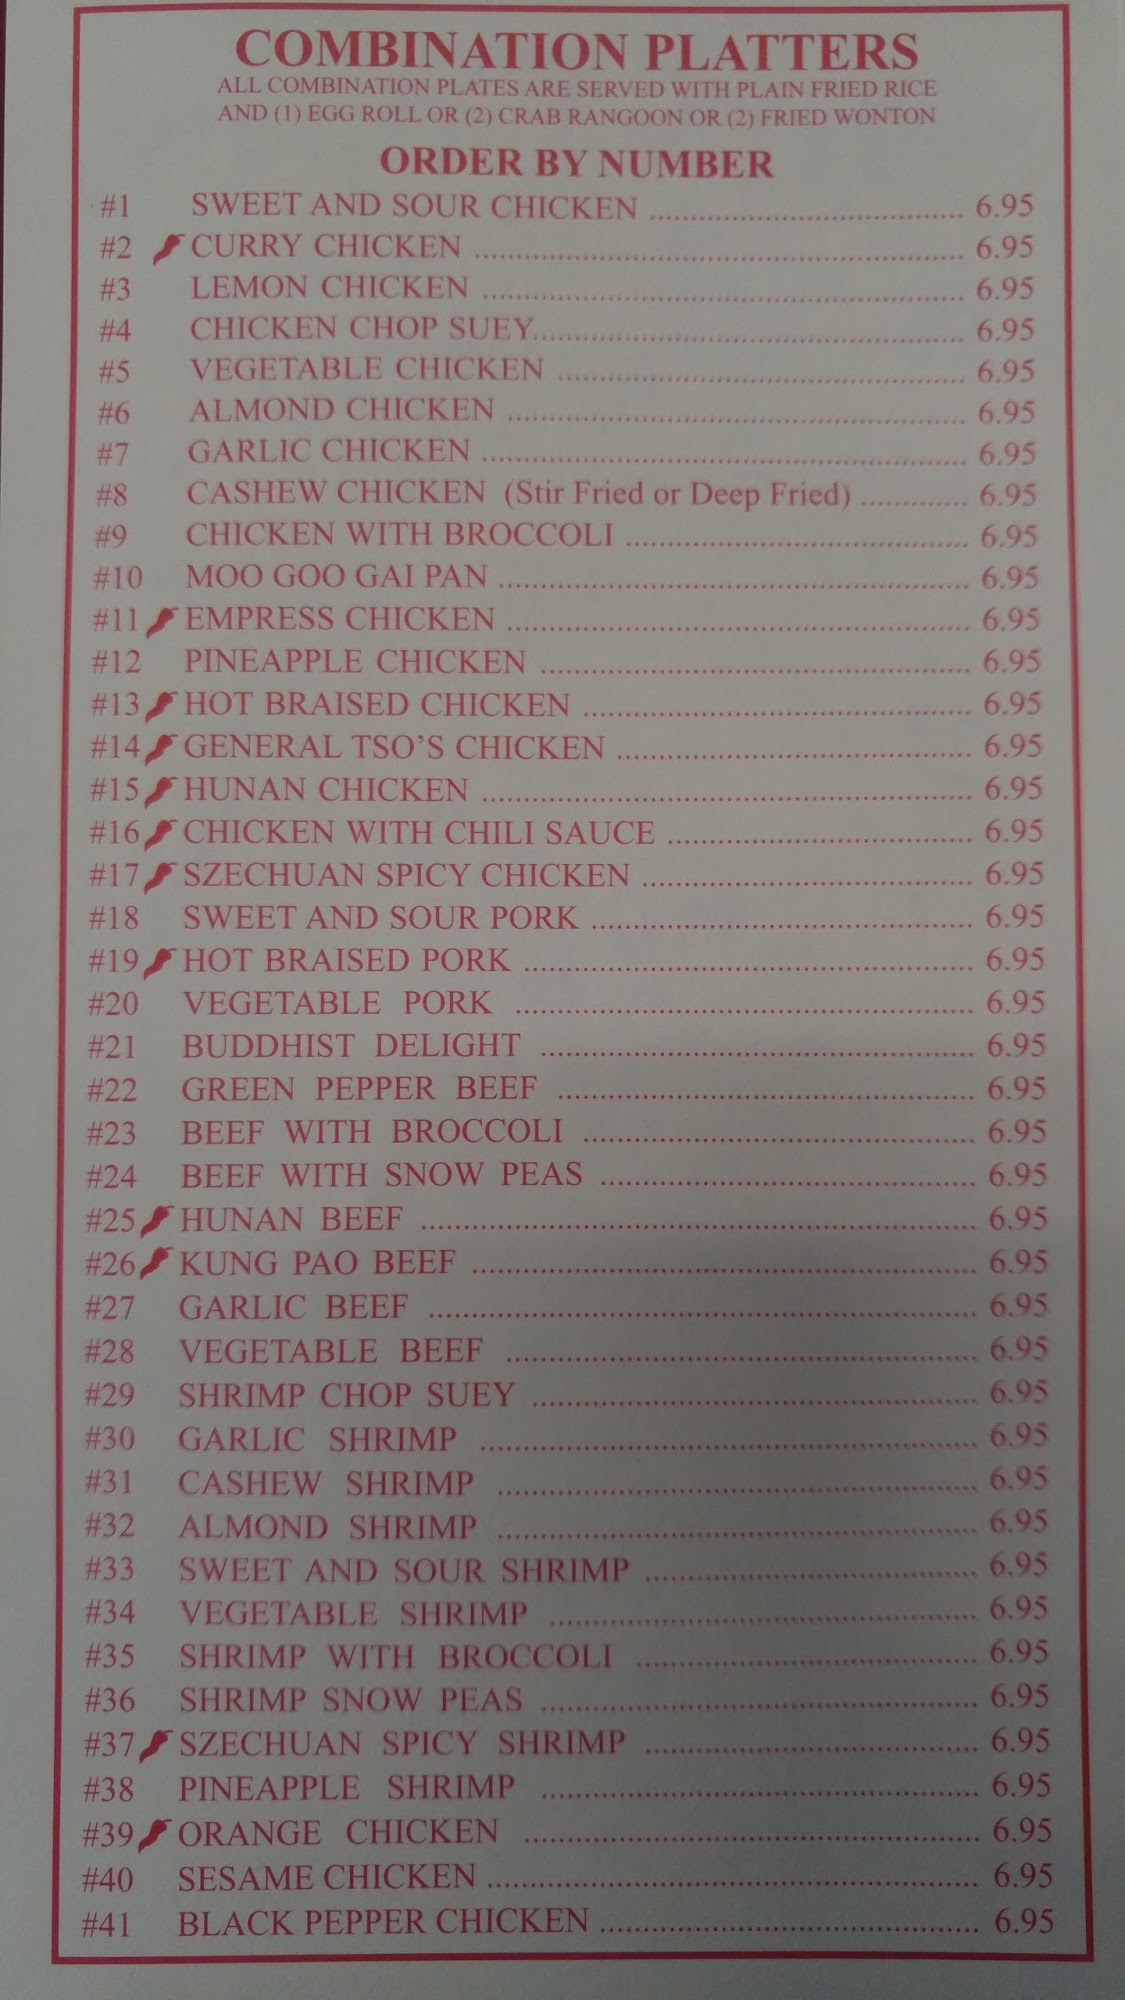 COMBINATION PLATTERS
ALL COMBINATION PLATES ARE SERVED WITH PLAIN FRIED RICE
AND (1) EGG ROLL OR (2) CRAB RANGOON OR (2) FRIED WONTON
ORDER BY NUMBER
#1 SWEET AND SOUR CHICKEN 6.95
#2 CURRY CHICKEN 6.95
#3 LEMON CHICKEN 6.95
#4 CHICKEN CHOP SUEY 6.95
#5 VEGETABLE CHICKEN 6.95
#6 ALMOND CHICKEN 6.95
#7 GARLIC CHICKEN 6.95
#8 CASHEW CHICKEN (Stir Fried or Deep Fried) 6.95
#9 CHICKEN WITH BROCCOLI 6.95
#10 MOO GOO GAI PAN 6.95
#11 EMPRESS CHICKEN 6.95
#12 PINEAPPLE CHICKEN 6.95
#13 HOT BRAISED CHICKEN 6.95
#14 GENERAL TSO'S CHICKEN 6.95
#15 HUNAN CHICKEN 6.95
#16 CHICKEN WITH CHILI SAUCE 6.95
#17 SZECHUAN SPICY CHICKEN 6.95
#18 SWEET AND SOUR PORK 6.95
#19 HOT BRAISED PORK 6.95
#20 VEGETABLE PORK 6.95
#21 BUDDHIST DELIGHT 6.95
#22 GREEN PEPPER BEEF 6.95
#23 BEEF WITH BROCCOLI 6.95
#24 BEEF WITH SNOW PEAS 6.95
#25 HUNAN BEEF 6.95
#26 KUNG PAO BEEF 6.95
#27 GARLIC BEEF 6.95
#28 VEGETABLE BEEF 6.95
#29 SHRIMP CHOP SUEY 6.95
#30 GARLIC SHRIMP 6.95
#31 CASHEW SHRIMP 6.95
#32 ALMOND SHRIMP 6.95
#33 SWEET AND SOUR SHRIMP 6.95
#34 VEGETABLE SHRIMP 6.95
#35 SHRIMP WITH BROCCOLI 6.95
#36 SHRIMP SNOW PEAS 6.95
#37 SZECHUAN SPICY SHRIMP 6.95
#38 PINEAPPLE SHRIMP 6.95
#39 ORANGE CHICKEN 6.95
#40 SESAME CHICKEN 6.95
#41 BLACK PEPPER CHICKEN 6.95